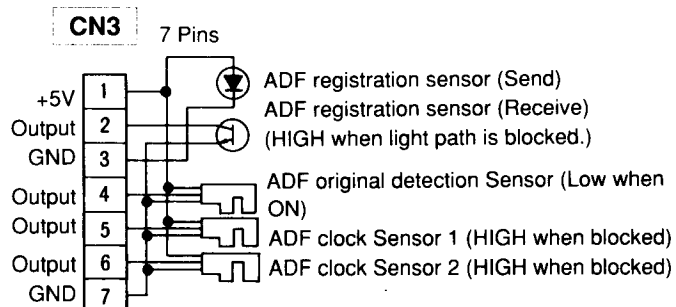 CN3
7 Pins
+5V 1
Output 2
GND 3
Output 4
Output 5
Output 6
GND 7
ADF registration sensor (Send)
ADF registration sensor (Receive)
(HIGH when light path is blocked.)
ADF original detection Sensor (Low when
ON)
ADF clock Sensor 1 (HIGH when blocked)
ADF clock Sensor 2 (HIGH when blocked)